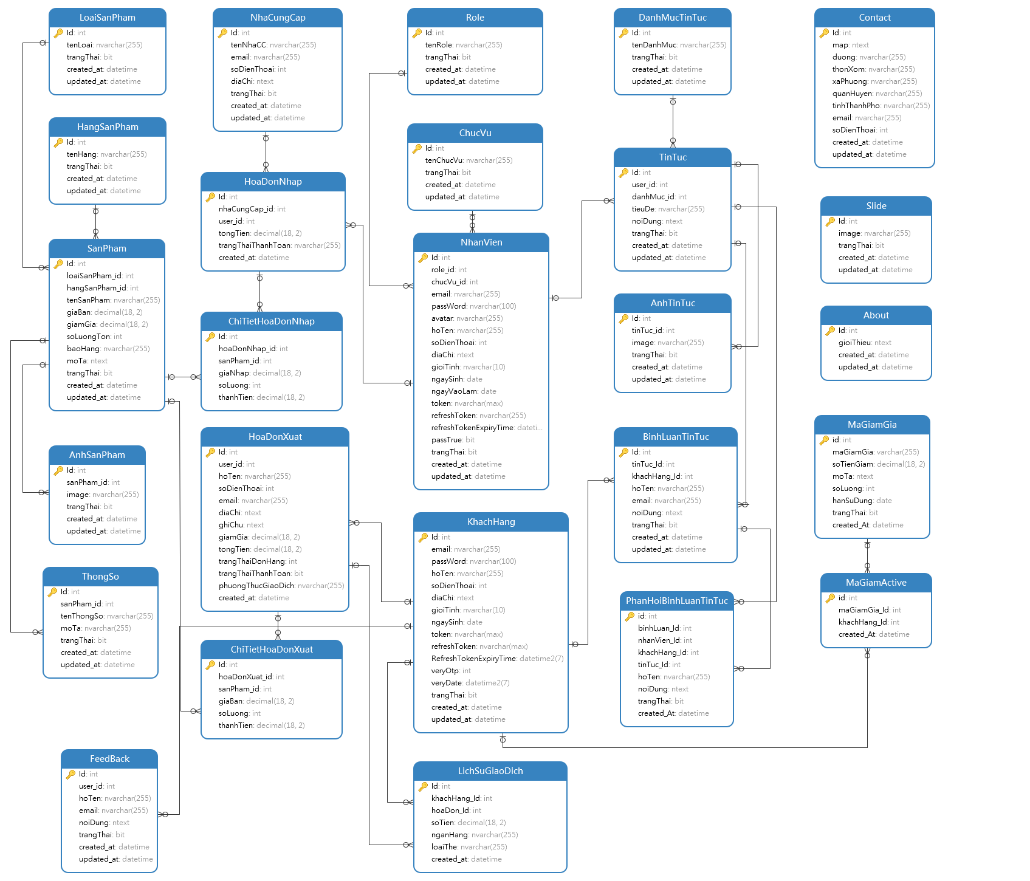 LoaiSanPham
Id: int
tenLoai: nvarchar(255)
trangThai: bit
created_at: datetime
updated_at: datetime
HangSanPham
Id: int
tenHang: nvarchar(255)
trangThai: bit
created_at: datetime
updated_at: datetime
SanPham
Id: int
loaiSanPham_id: int
hangSanPham_id: int
tenSanPham: nvarchar(255)
giaBan: decimal(18, 2)
giamGia: decimal(18, 2)
soLuongTon: int
baoHang: nvarchar(255)
moTa: ntext
trangThai: bit
created_at: datetime
updated_at: datetime
AnhSanPham
Id: int
sanPham_id: int
image: nvarchar(255)
trangThai: bit
created_at: datetime
updated_at: datetime
ThongSo
Id: int
sanPham_id: int
tenThongSo: nvarchar(255)
moTa: nvarchar(255)
trangThai: bit
created_at: datetime
updated_at: datetime
FeedBack
Id: int
user_id: int
hoTen: nvarchar(255)
email: nvarchar(255)
noiDung: ntext
trangThai: bit
created_at: datetime
updated_at: datetime
NhaCungCap
Id: int
tenNhaCC: nvarchar(255)
email: nvarchar(255)
soDienThoai: int
diaChi: ntext
trangThai: bit
created_at: datetime
updated_at: datetime
HoaDonNhap
Id: int
nhaCungCap_id: int
user_id: int
tongTien: decimal(18, 2)
trangThaiThanhToan: nvarchar(255)
created_at: datetime
ChiTietHoaDonNhap
Id: int
hoaDonNhap_id: int
sanPham_id: int
giaNhap: decimal(18, 2)
soLuong: int
thanhTien: decimal(18, 2)
HoaDonXuat
Id: int
user_id: int
hoTen: nvarchar(255)
soDienThoai: int
email: nvarchar(255)
diaChi: ntext
ghiChu: ntext
giamGia: decimal(18, 2)
tongTien: decimal(18, 2)
trangThaiDonHang: int
trangThaiThanhToan: bit
phuongThucGiaoDich: nvarchar(255)
created_at: datetime
ChiTietHoaDonXuat
Id: int
hoaDonXuat_id: int
sanPham_id: int
giaBan: decimal(18, 2)
soLuong: int
thanhTien: decimal(18, 2)
Role
Id: int
tenRole: nvarchar(255)
trangThai: bit
created_at: datetime
updated_at: datetime
ChucVu
Id: int
tenChucVu: nvarchar(255)
trangThai: bit
created_at: datetime
updated_at: datetime
NhanVien
Id: int
role_id: int
chucVu_id: int
email: nvarchar(255)
passWord: nvarchar(100)
avatar: nvarchar(255)
hoTen: nvarchar(255)
soDienThoai: int
diaChi: ntext
gioiTinh: nvarchar(10)
ngaySinh: date
ngayVaoLam: date
token: nvarchar(max)
refreshToken: nvarchar(255)
refreshTokenExpiryTime: dateti...
passTrue: bit
trangThai: bit
created_at: datetime
updated_at: datetime
KhachHang
Id: int
email: nvarchar(255)
passWord: nvarchar(100)
hoTen: nvarchar(255)
soDienThoai: int
diaChi: ntext
gioiTinh: nvarchar(10)
ngaySinh: date
token: nvarchar(max)
refreshToken: nvarchar(max)
RefreshTokenExpiryTime: datetime2(7)
veryOtp: int
veryDate: datetime2(7)
trangThai: bit
created_at: datetime
updated_at: datetime
LichSuGiaoDich
Id: int
khachHang_Id: int
hoaDon_Id: int
soTien: decimal(18, 2)
nganHang: nvarchar(255)
loaiThe: nvarchar(255)
created_at: datetime
DanhMucTinTuc
Id: int
tenDanhMuc: nvarchar(255)
trangThai: bit
created_at: datetime
updated_at: datetime
TinTuc
Id: int
user_id: int
danhMuc_id: int
tieuDe: nvarchar(255)
noiDung: ntext
trangThai: bit
created_at: datetime
updated_at: datetime
AnhTinTuc
Id: int
tinTuc_id: int
image: nvarchar(255)
trangThai: bit
created_at: datetime
updated_at: datetime
BinhLuanTinTuc
Id: int
tinTuc_Id: int
khachHang_Id: int
hoTen: nvarchar(255)
email: nvarchar(255)
noiDung: ntext
trangThai: bit
created_at: datetime
updated_at: datetime
PhanHoiBinhLuanTinTuc
id: int
binhLuan_Id: int
nhanVien_Id: int
khachHang_Id: int
tinTuc_Id: int
hoTen: nvarchar(255)
noiDung: ntext
trangThai: bit
created_At: datetime
Contact
Id: int
map: ntext
duong: nvarchar(255)
thonXom: nvarchar(255)
xaPhuong: nvarchar(255)
quanHuyen: nvarchar(255)
tinhThanhPho: nvarchar(255)
email: nvarchar(255)
soDienThoai: int
created_at: datetime
updated_at: datetime
Slide
Id: int
image: nvarchar(255)
trangThai: bit
created_at: datetime
updated_at: datetime
About
Id: int
gioiThieu: ntext
created_at: datetime
updated_at: datetime
MaGiamGia
id: int
maGiamGia: varchar(255)
soTienGiam: decimal(18, 2)
moTa: ntext
soLuong: int
hanSuDung: date
trangThai: bit
created_At: datetime
MaGiamActive
id: int
maGiamGia_Id: int
khachHang_Id: int
created_At: datetime